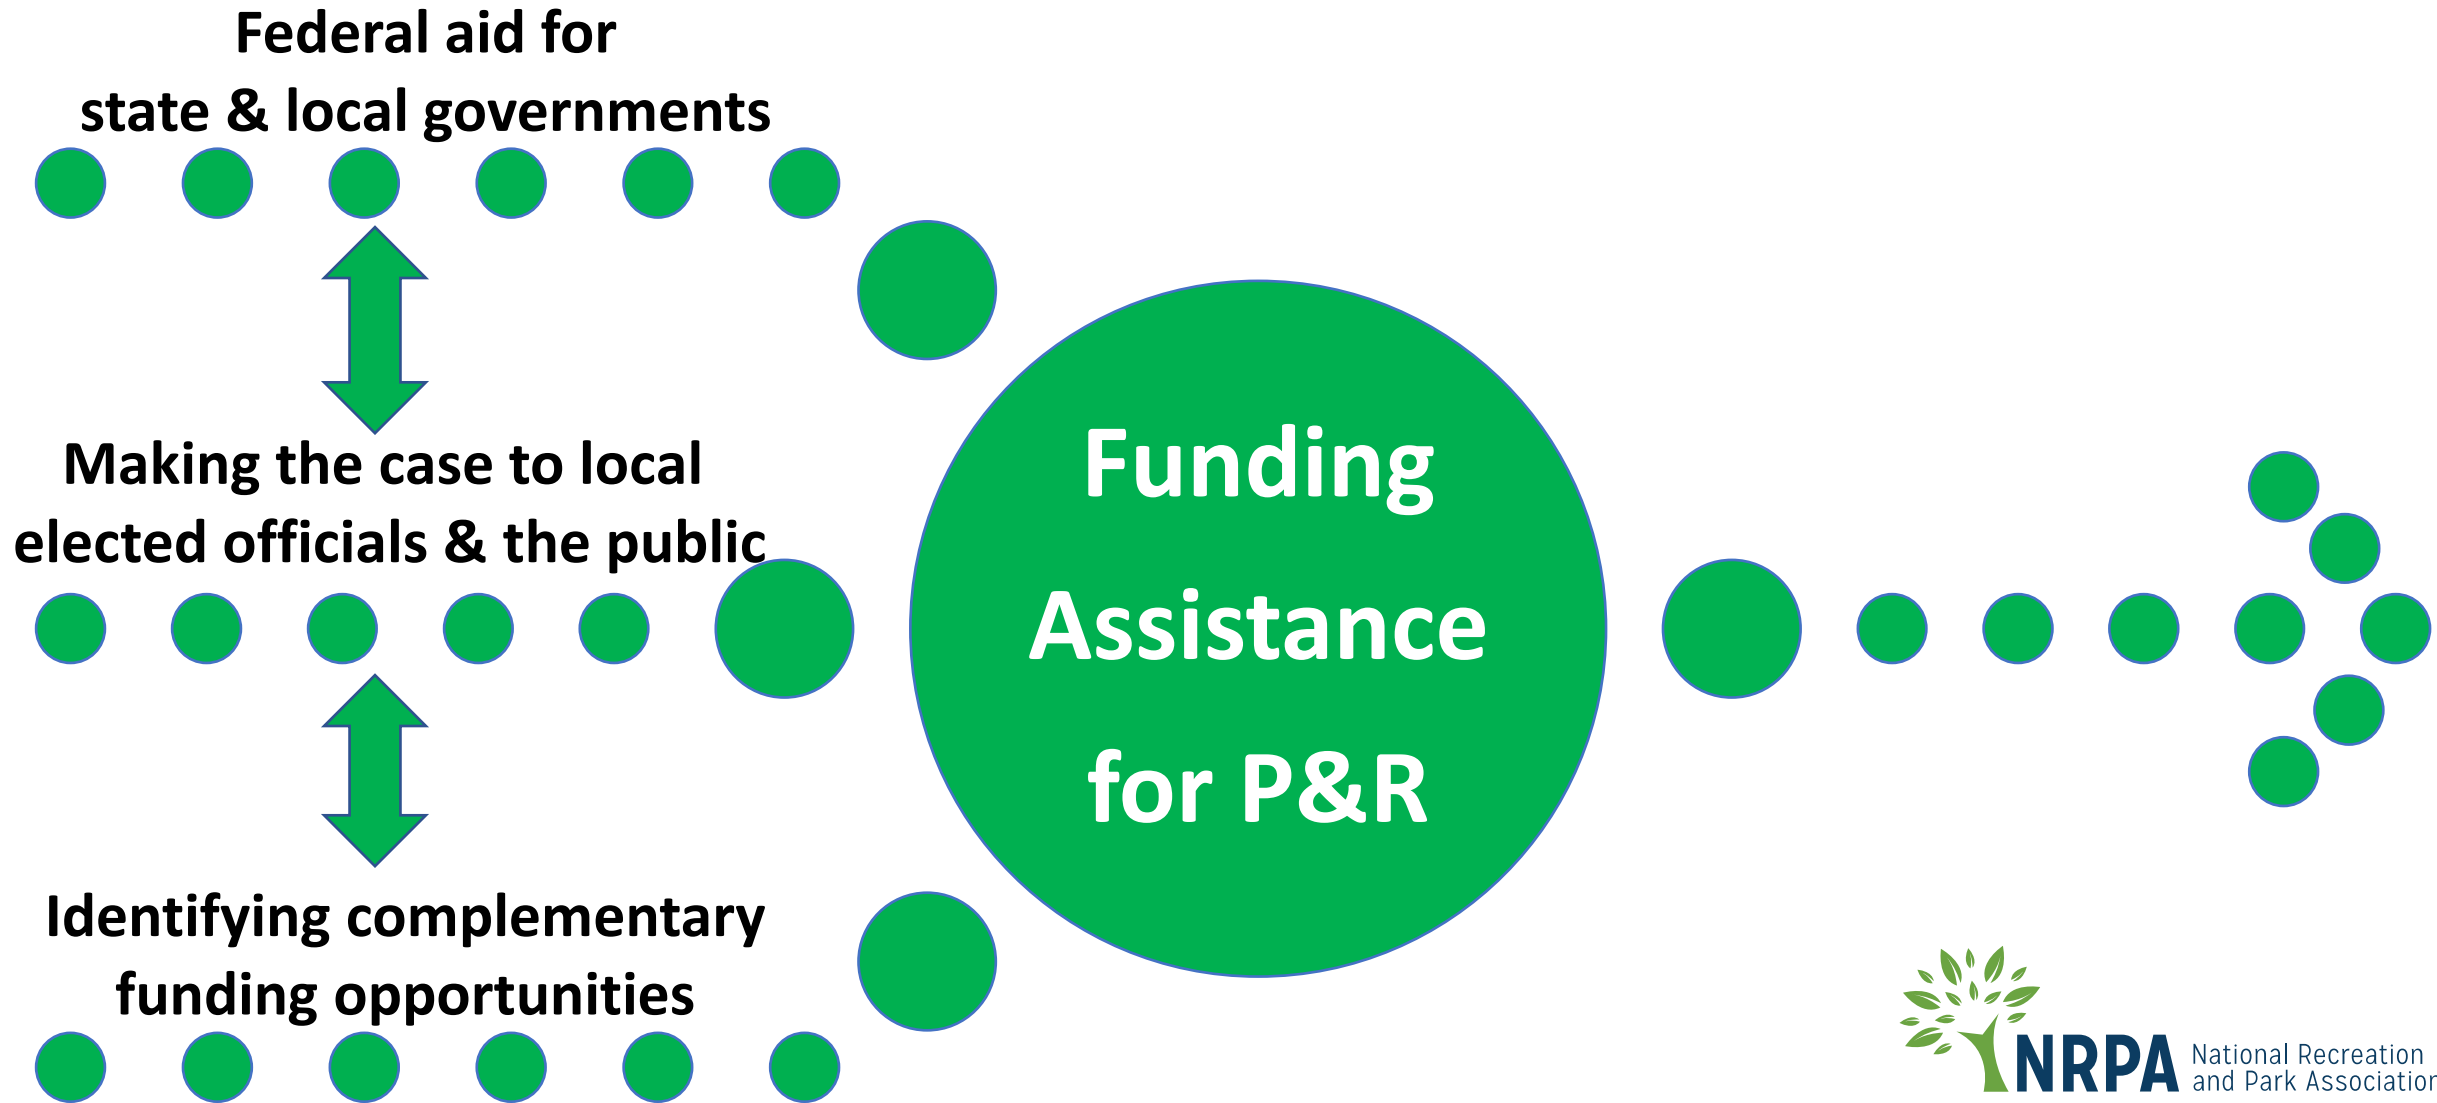 Federal aid for
state & local governments
Making the case to local
elected officials & the public
Identifying complementary
funding opportunities
Funding
Assistance
for P&R
NRPA
National Recreation
and Park Association